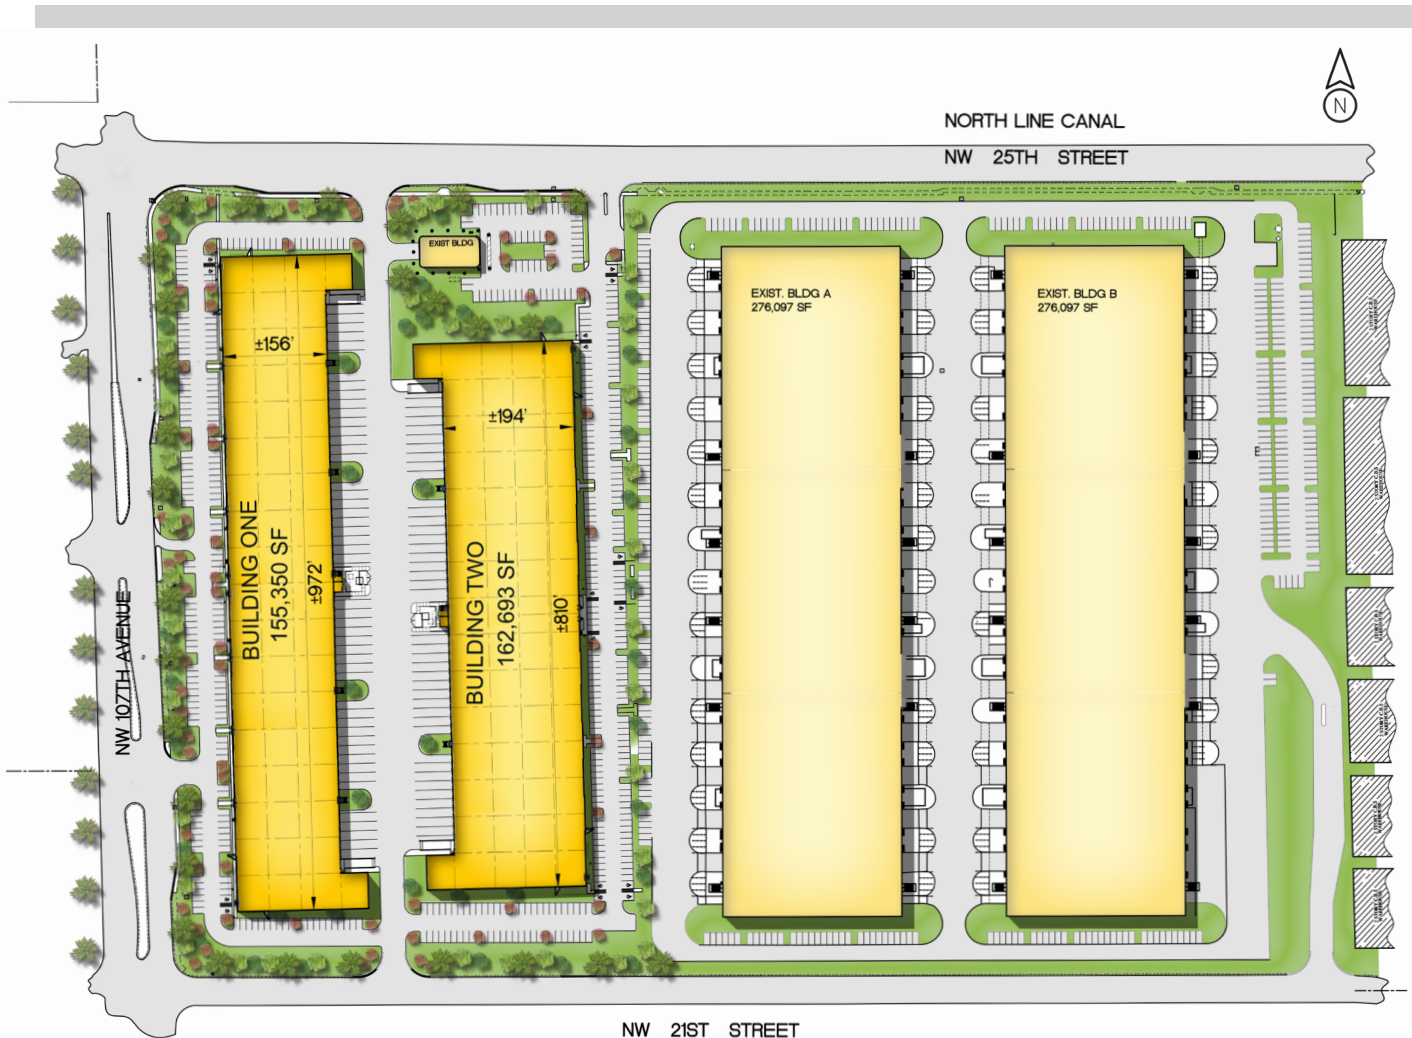 NORTH LINE CANAL
NW 25TH STREET
N
EXIST BLDG
EXIST. BLDG A
276,097 SF
EXIST. BLDG B
276,097 SF
±156'
±194'
BUILDING ONE
155,350 SF
±972'
BUILDING TWO
162,693 SF
±810'
NW 107TH AVENUE
NW 21ST STREET